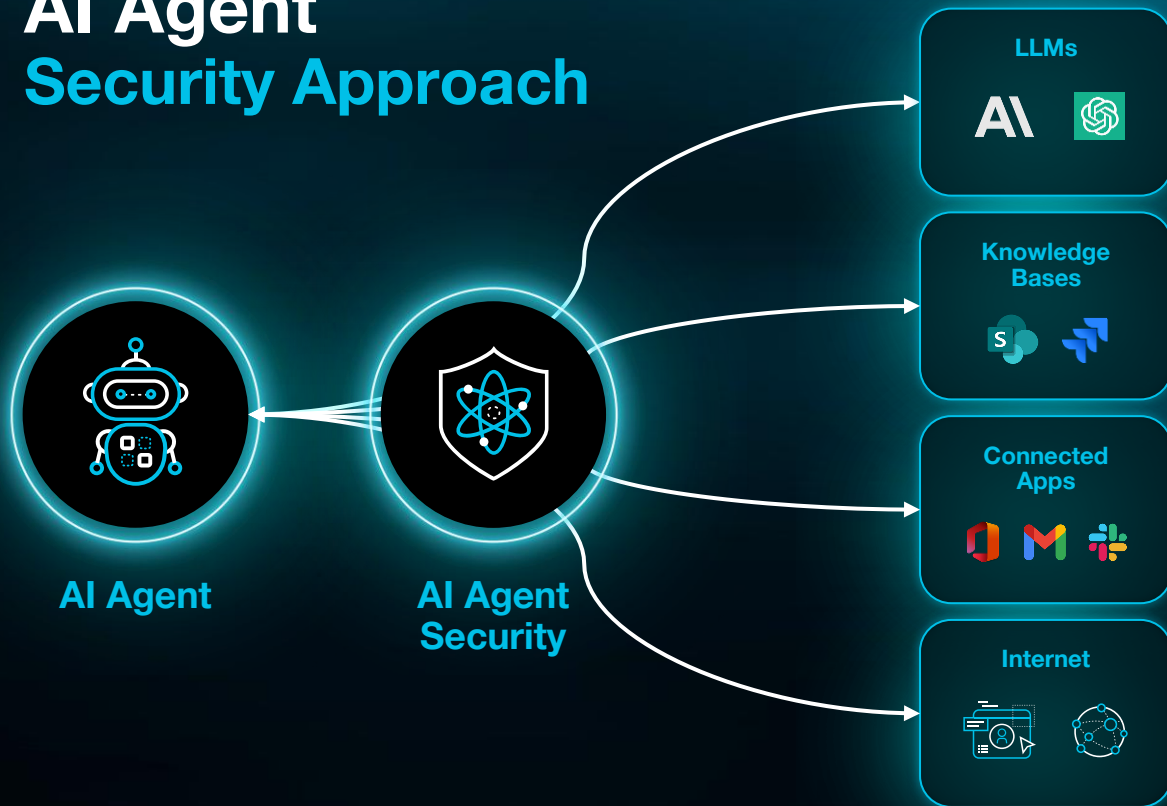 AI Agent
Security Approach
LLMs
Knowledge
Bases
S
Connected
Apps
Internet
AI Agent
AI Agent
Security